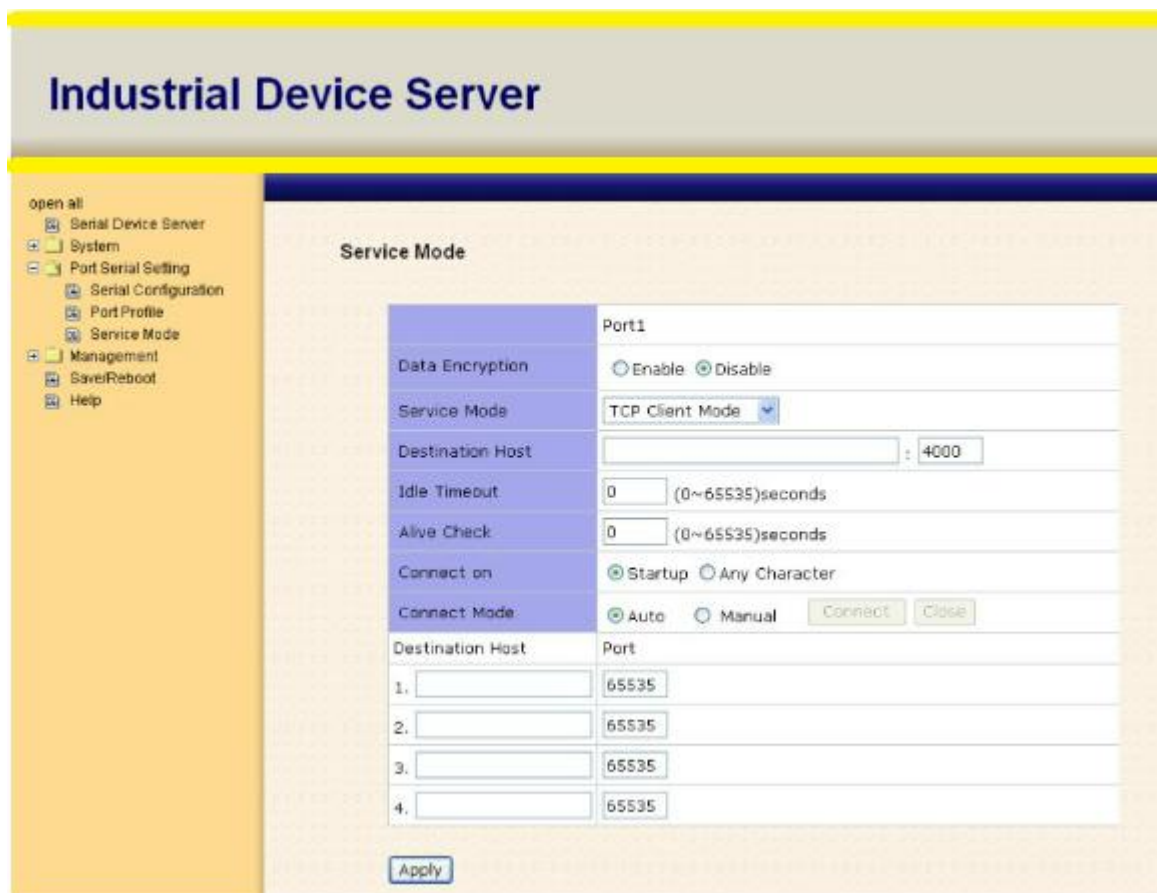 Industrial Device Server
open all
Serial Device Server
System
Port Serial Setting
Serial Configuration
Port Profile
Service Mode
Management
Save/Reboot
Help
Service Mode
Port1
Data Encryption Enable Disable
Service Mode TCP Client Mode
Destination Host : 4000
Idle Timeout 0 (0~65535)seconds
Alive Check 0 (0~65535)seconds
Connect on Startup Any Character
Connect Mode Auto Manual Connect Close
Destination Host Port
1. 65535
2. 65535
3. 65535
4. 65535
Apply